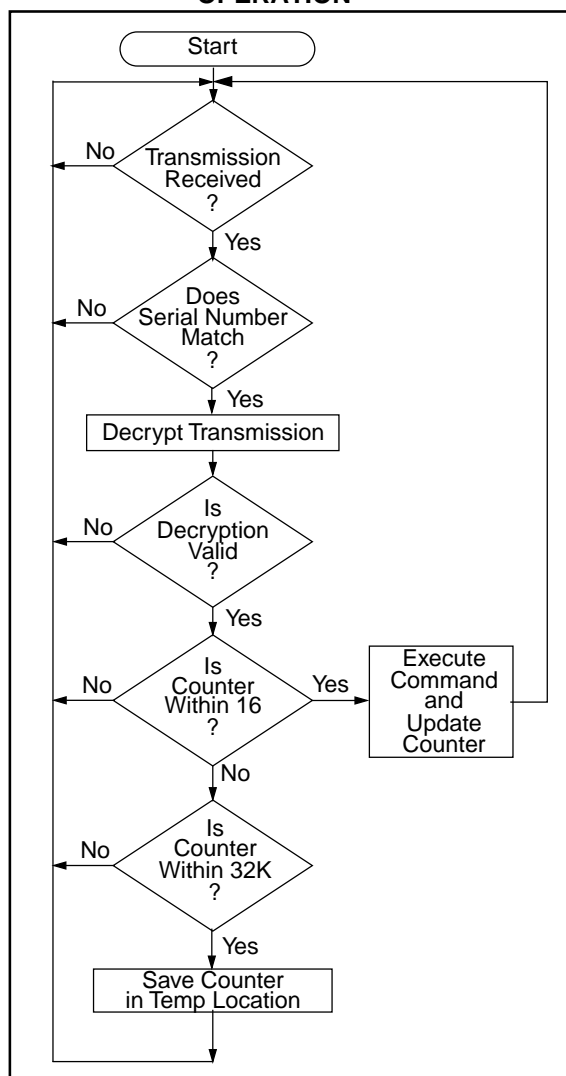 OPERATION
Start
No
Transmission
Received
?
Yes
No
Does
Serial Number
Match
?
Yes
Decrypt Transmission
No
Is
Decryption
Valid
?
Yes
No
Is
Counter
Within 16
?
Yes
Execute
Command
and
Update
Counter
No
No
Is
Counter
Within 32K
?
Yes
Save Counter
in Temp Location